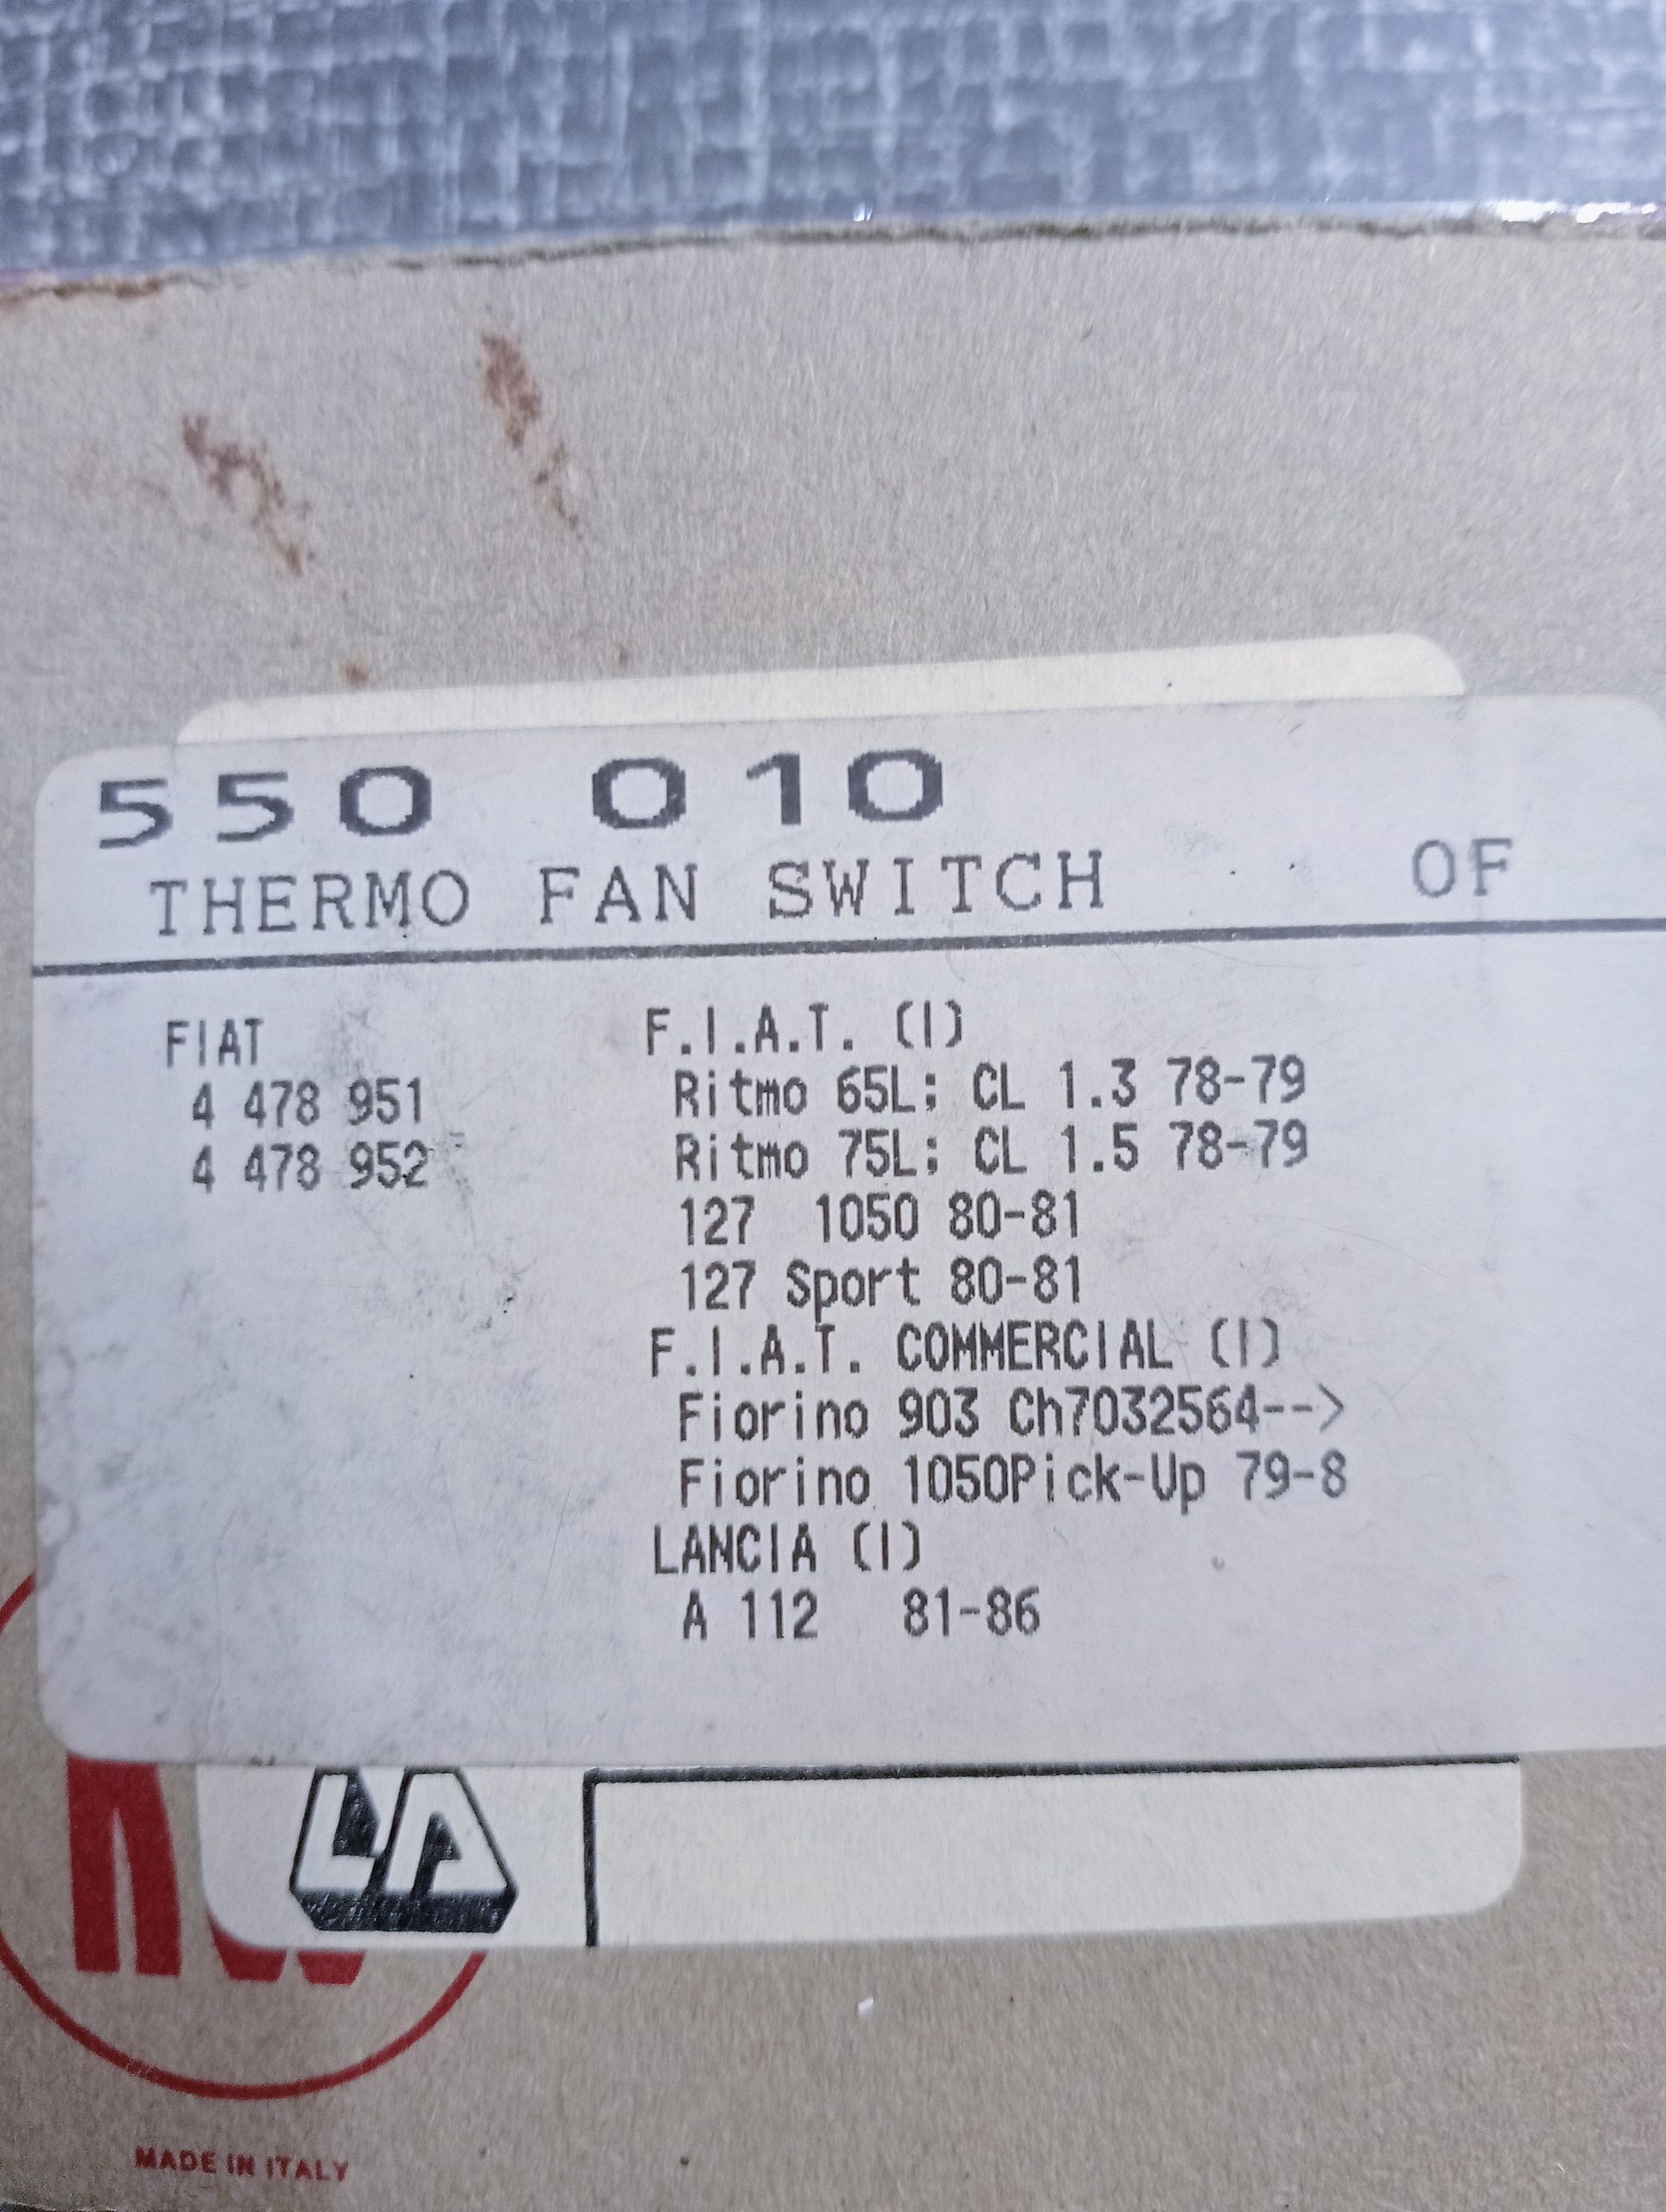 550 010
THERMO FAN SWITCH OF
FIAT
4 478 951
4 478 952
F.I.A.T. (I)
Ritmo 65L; CL 1.3 78-79
Ritmo 75L; CL 1.5 78-79
127 1050 80-81
127 Sport 80-81
F.I.A.T. COMMERCIAL (I)
Fiorino 903 Ch7032564-->
Fiorino 1050Pick-Up 79-8
LANCIA (I)
A 112 81-86
MADE IN ITALY